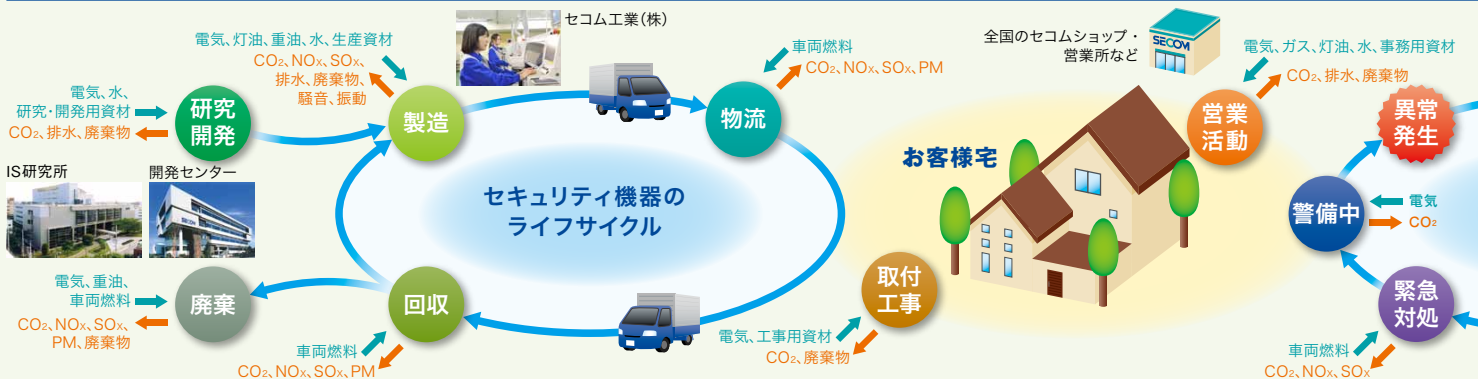 電気、灯油、重油、水、生産資材
CO2、NOX、SOX、
排水、廃棄物、
騒音、振動
セコム工業（株）
車両燃料
CO2、NOX、SOX、PM
全国のセコムショップ・
営業所など
SECOM
電気、ガス、灯油、水、事務用資材
CO2、排水、廃棄物
電気、水、
研究・開発用資材
CO2、排水、廃棄物
研究
開発
製造
物流
営業
活動
異常
発生
お客様宅
IS研究所
開発センター
SECOM
セキュリティ機器の
ライフサイクル
警備中
電気
CO2
電気、重油、
車両燃料
CO2、NOX、SOX、
PM、廃棄物
廃棄
回収
取付
工事
緊急
対処
車両燃料
CO2、NOX、SOX、PM
電気、工事用資材
CO2、廃棄物
車両燃料
CO2、NOX、SOX